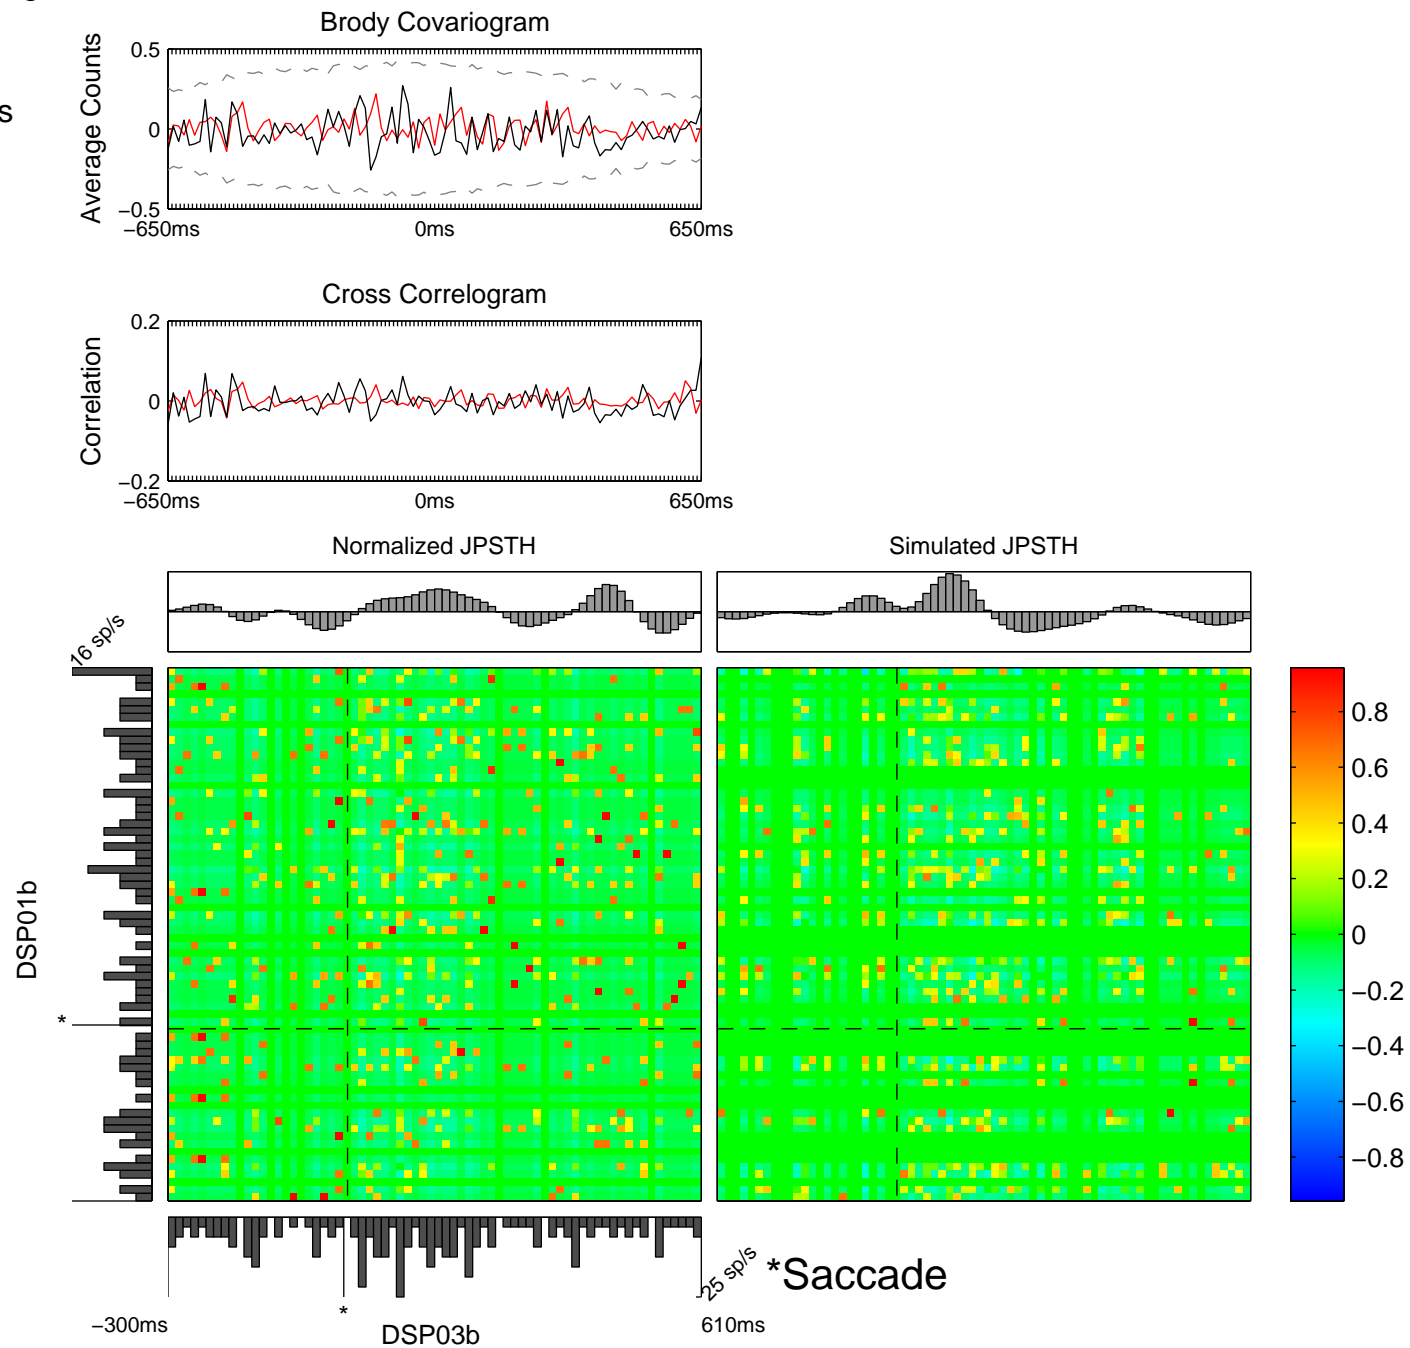 Brody Covariogram
Average Counts
0.5
0
−0.5
−650ms
0ms
650ms
s
Cross Correlogram
Correlation
0.2
0
−0.2
−650ms
0ms
650ms
Normalized JPSTH
Simulated JPSTH
16 sp/s
DSP01b
*
0.8
0.6
0.4
0.2
0
−0.2
−0.4
−0.6
−0.8
25 sp/s
*Saccade
*
−300ms
DSP03b
610ms